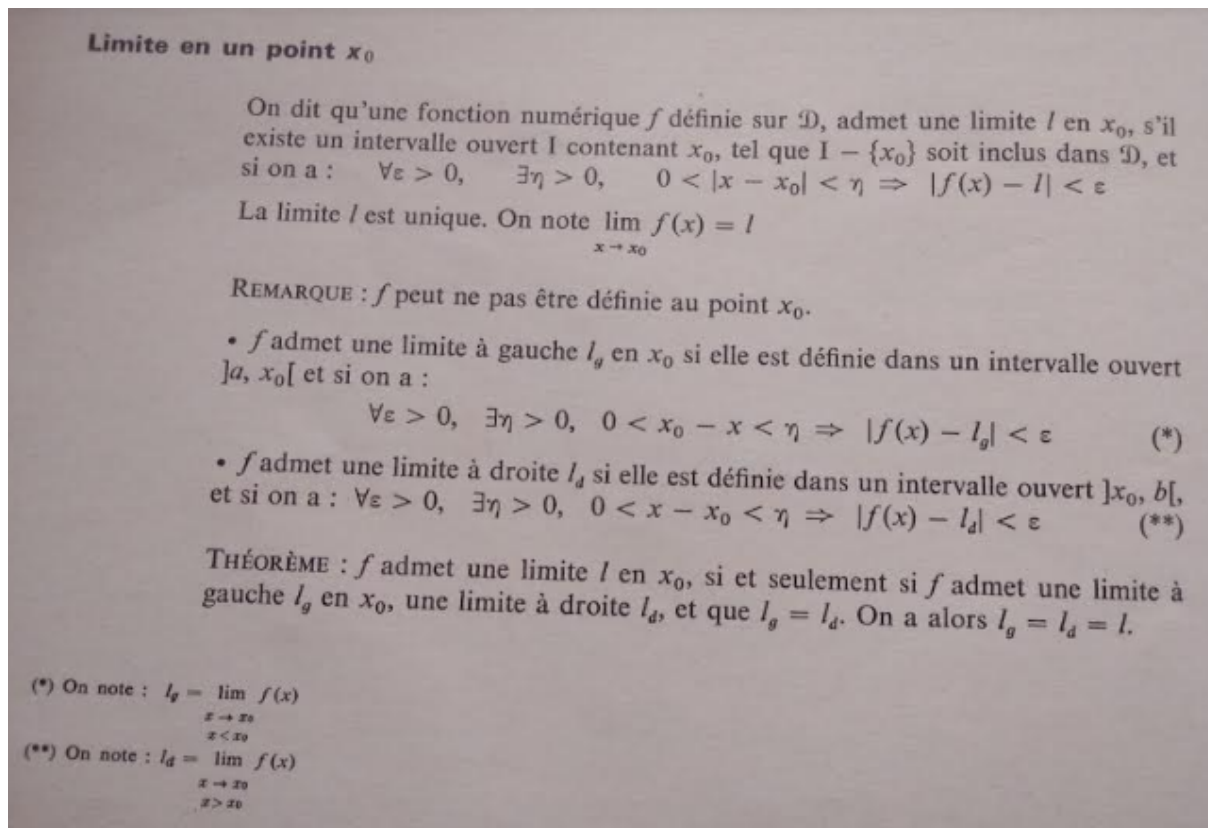 Limite en un point x₀
On dit qu'une fonction numérique f définie sur 𝔇, admet une limite l en x₀, s'il
existe un intervalle ouvert I contenant x₀, tel que I − {x₀} soit inclus dans 𝔇, et
si on a : ∀ε > 0, ∃η > 0, 0 < |x − x₀| < η ⇒ |f(x) − l| < ε
La limite l est unique. On note lim f(x) = l
x → x₀
REMARQUE : f peut ne pas être définie au point x₀.
• f admet une limite à gauche l_g en x₀ si elle est définie dans un intervalle ouvert
]a, x₀[ et si on a :
∀ε > 0, ∃η > 0, 0 < x₀ − x < η ⇒ |f(x) − l_g| < ε (*)
• f admet une limite à droite l_d si elle est définie dans un intervalle ouvert ]x₀, b[,
et si on a : ∀ε > 0, ∃η > 0, 0 < x − x₀ < η ⇒ |f(x) − l_d| < ε (**)
THÉORÈME : f admet une limite l en x₀, si et seulement si f admet une limite à
gauche l_g en x₀, une limite à droite l_d, et que l_g = l_d. On a alors l_g = l_d = l.
(*) On note : l_g = lim f(x)
x → x₀
x < x₀
(**) On note : l_d = lim f(x)
x → x₀
x > x₀